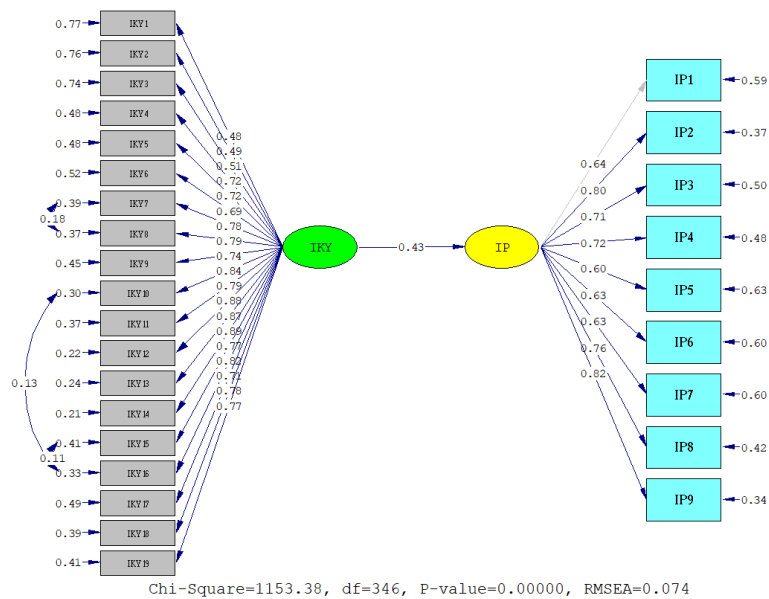 0.77 IKY1
0.76 IKY2
0.74 IKY3
0.48 IKY4
0.48 IKY5
0.52 IKY6
0.39 IKY7
0.18
0.37 IKY8
0.45 IKY9
0.30 IKY10
0.37 IKY11
0.22 IKY12
0.13
0.24 IKY13
0.21 IKY14
0.41 IKY15
0.11
0.33 IKY16
0.49 IKY17
0.39 IKY18
0.41 IKY19
0.48
0.49
0.51
0.72
0.72
0.69
0.78
0.79
0.74
0.84
0.79
0.88
0.87
0.89
0.77
0.82
0.71
0.78
0.77
IKY 0.43 IP
0.64
0.80
0.71
0.72
0.60
0.63
0.63
0.76
0.82
IP1 0.59
IP2 0.37
IP3 0.50
IP4 0.48
IP5 0.63
IP6 0.60
IP7 0.60
IP8 0.42
IP9 0.34
Chi-Square=1153.38, df=346, P-value=0.00000, RMSEA=0.074